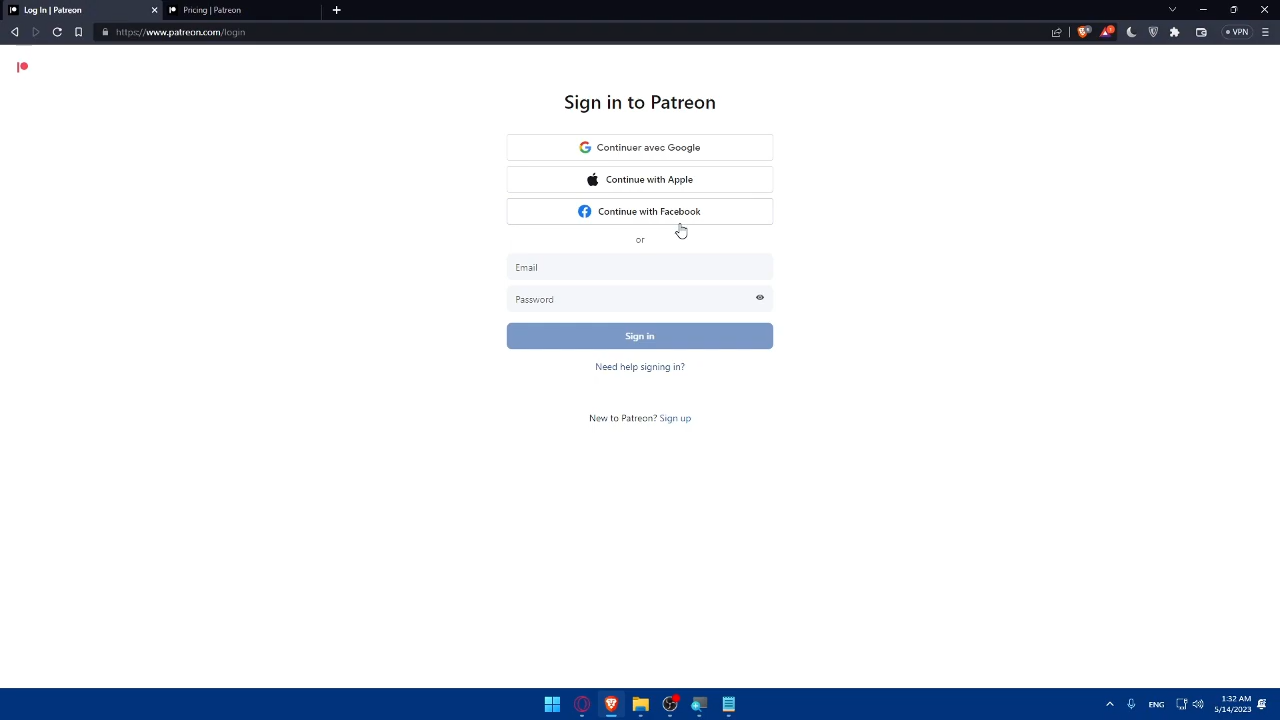 Log In | Patreon
Pricing | Patreon
https://www.patreon.com/login
VPN
Sign in to Patreon
Continuer avec Google
Continue with Apple
Continue with Facebook
or
Email
Password
Sign in
Need help signing in?
New to Patreon? Sign up
ENG
1:32 AM
5/14/2023